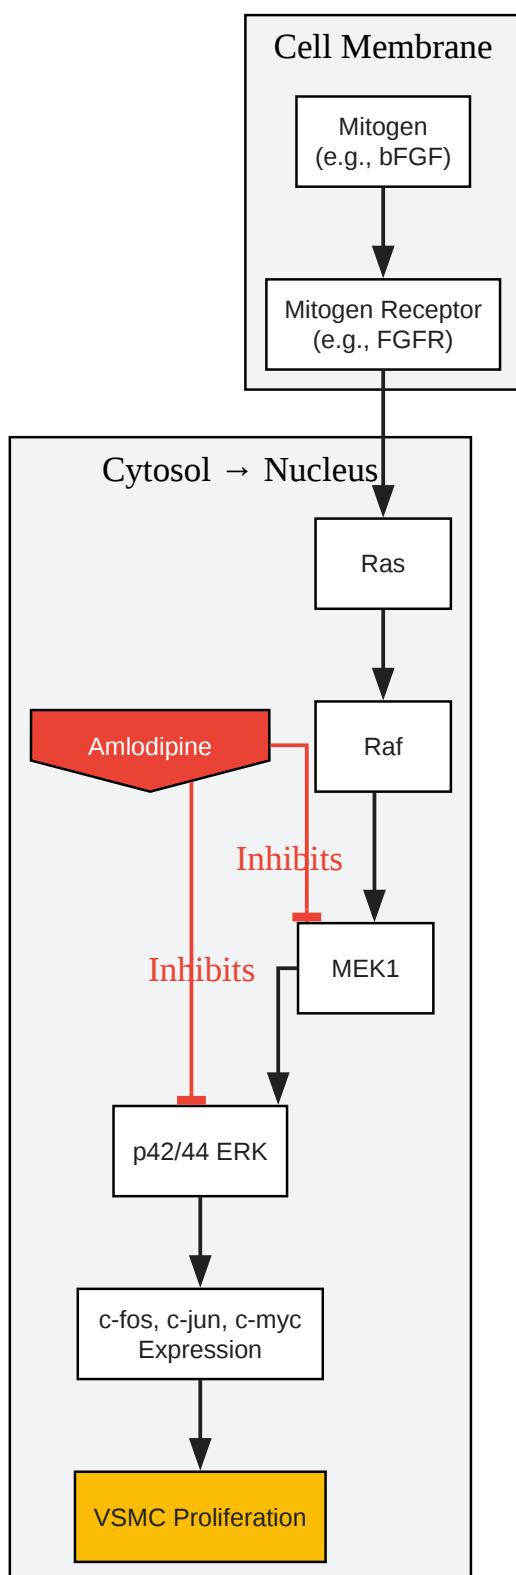 Cell Membrane
Mitogen
(e.g., bFGF)
Mitogen Receptor
(e.g., FGFR)
Cytosol → Nucleus
Ras
Raf
Amlodipine
Inhibits
MEK1
Inhibits
p42/44 ERK
c-fos, c-jun, c-myc
Expression
VSMC Proliferation